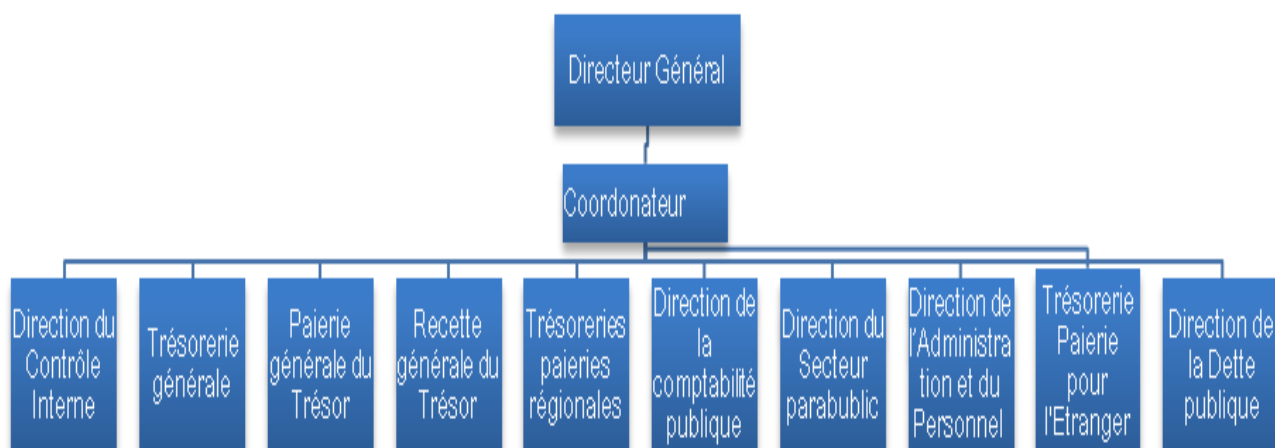 Directeur Général
Coordonateur
Direction du
Contrôle
Interne
Trésorerie
générale
Paierie
générale du
Trésor
Recette
générale du
Trésor
Trésoreries
paieries
régionales
Direction de
la
comptabilité
publique
Direction du
Secteur
parabublic
Direction de
l'Administra
tion et du
Personnel
Trésorerie
Paierie
pour
l'Etranger
Direction de
la Dette
publique